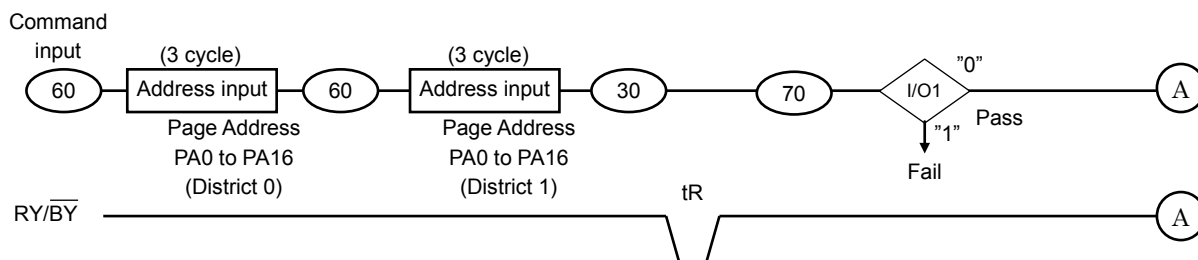 Command
input
(3 cycle)
(3 cycle)
"0"
60
Address input
60
Address input
30
70
I/O1
A
Page Address
PA0 to PA16
(District 0)
Page Address
PA0 to PA16
(District 1)
Pass
"1"
Fail
tR
RY/BY
A